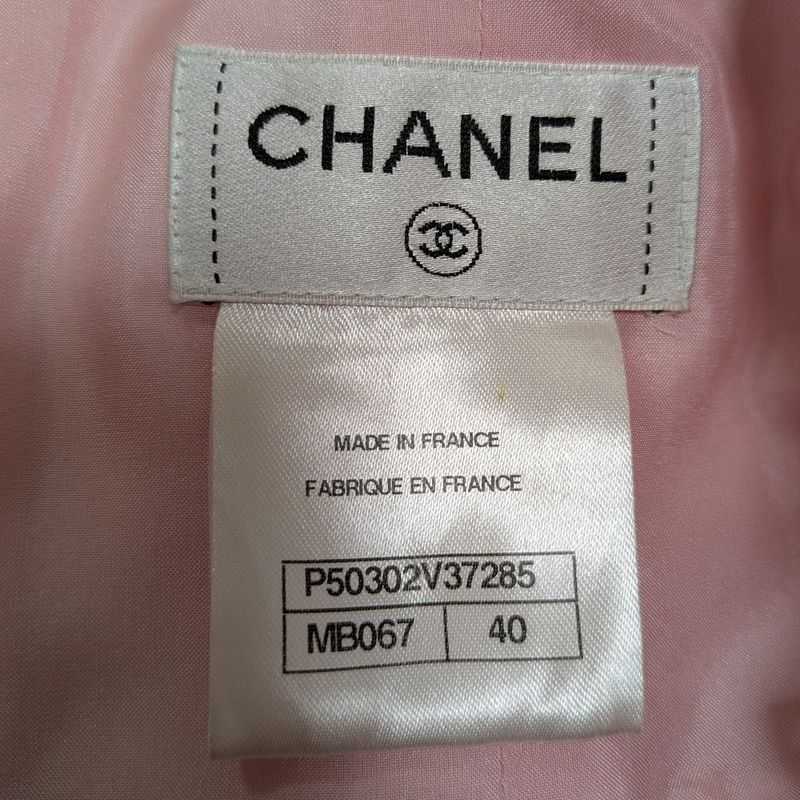 CHANEL
MADE IN FRANCE
FABRIQUE EN FRANCE
P50302V37285
MB067 40